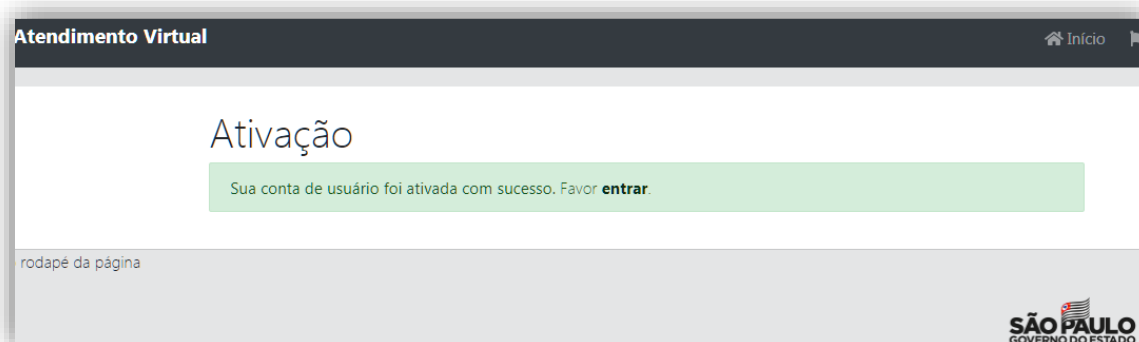 Atendimento Virtual
Início
Ativação
Sua conta de usuário foi ativada com sucesso. Favor entrar.
rodapé da página
SÃO PAULO
GOVERNO DO ESTADO